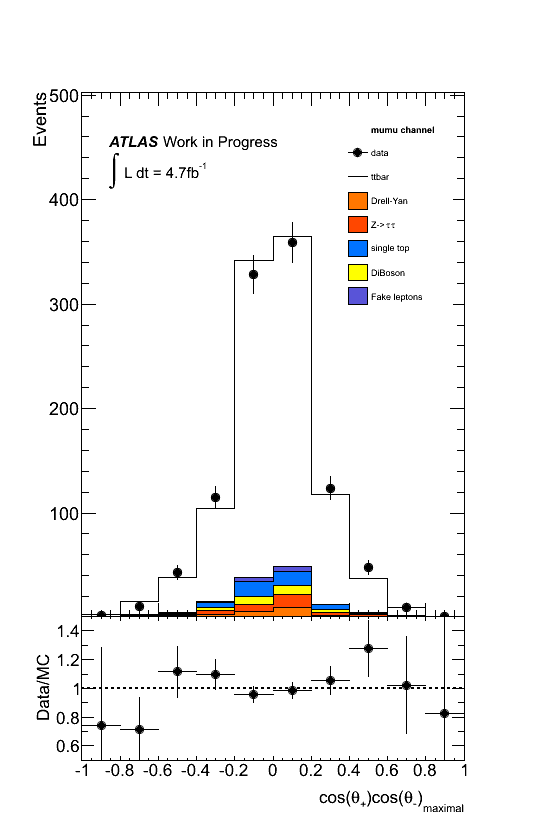 Events
500
400
300
200
100
ATLAS Work in Progress
∫ L dt = 4.7fb⁻¹
mumu channel
data
ttbar
Drell-Yan
Z->ττ
single top
DiBoson
Fake leptons
Data/MC
1.4
1.2
1
0.8
0.6
-1 -0.8 -0.6 -0.4 -0.2 0 0.2 0.4 0.6 0.8 1
cos(θ₊)cos(θ₋)maximal